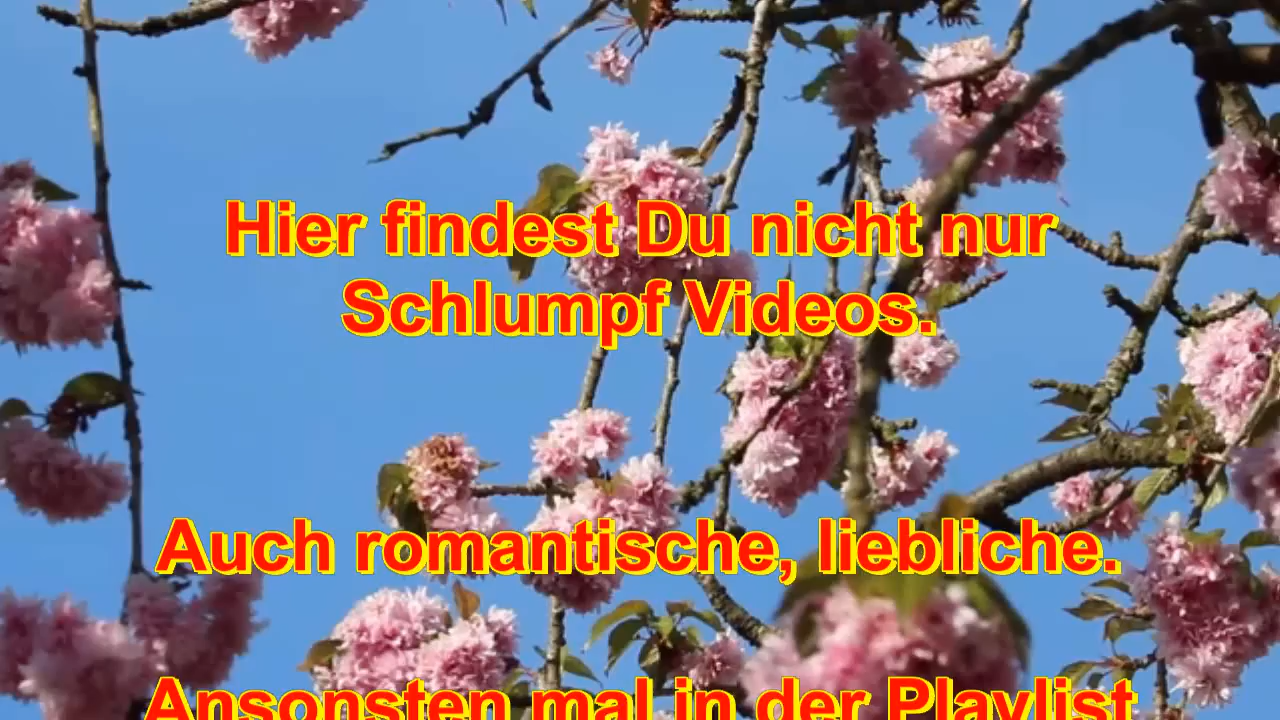 Hier findest Du nicht nur
Schlumpf Videos.
Auch romantische, liebliche.
Ansonsten mal in der Playlist